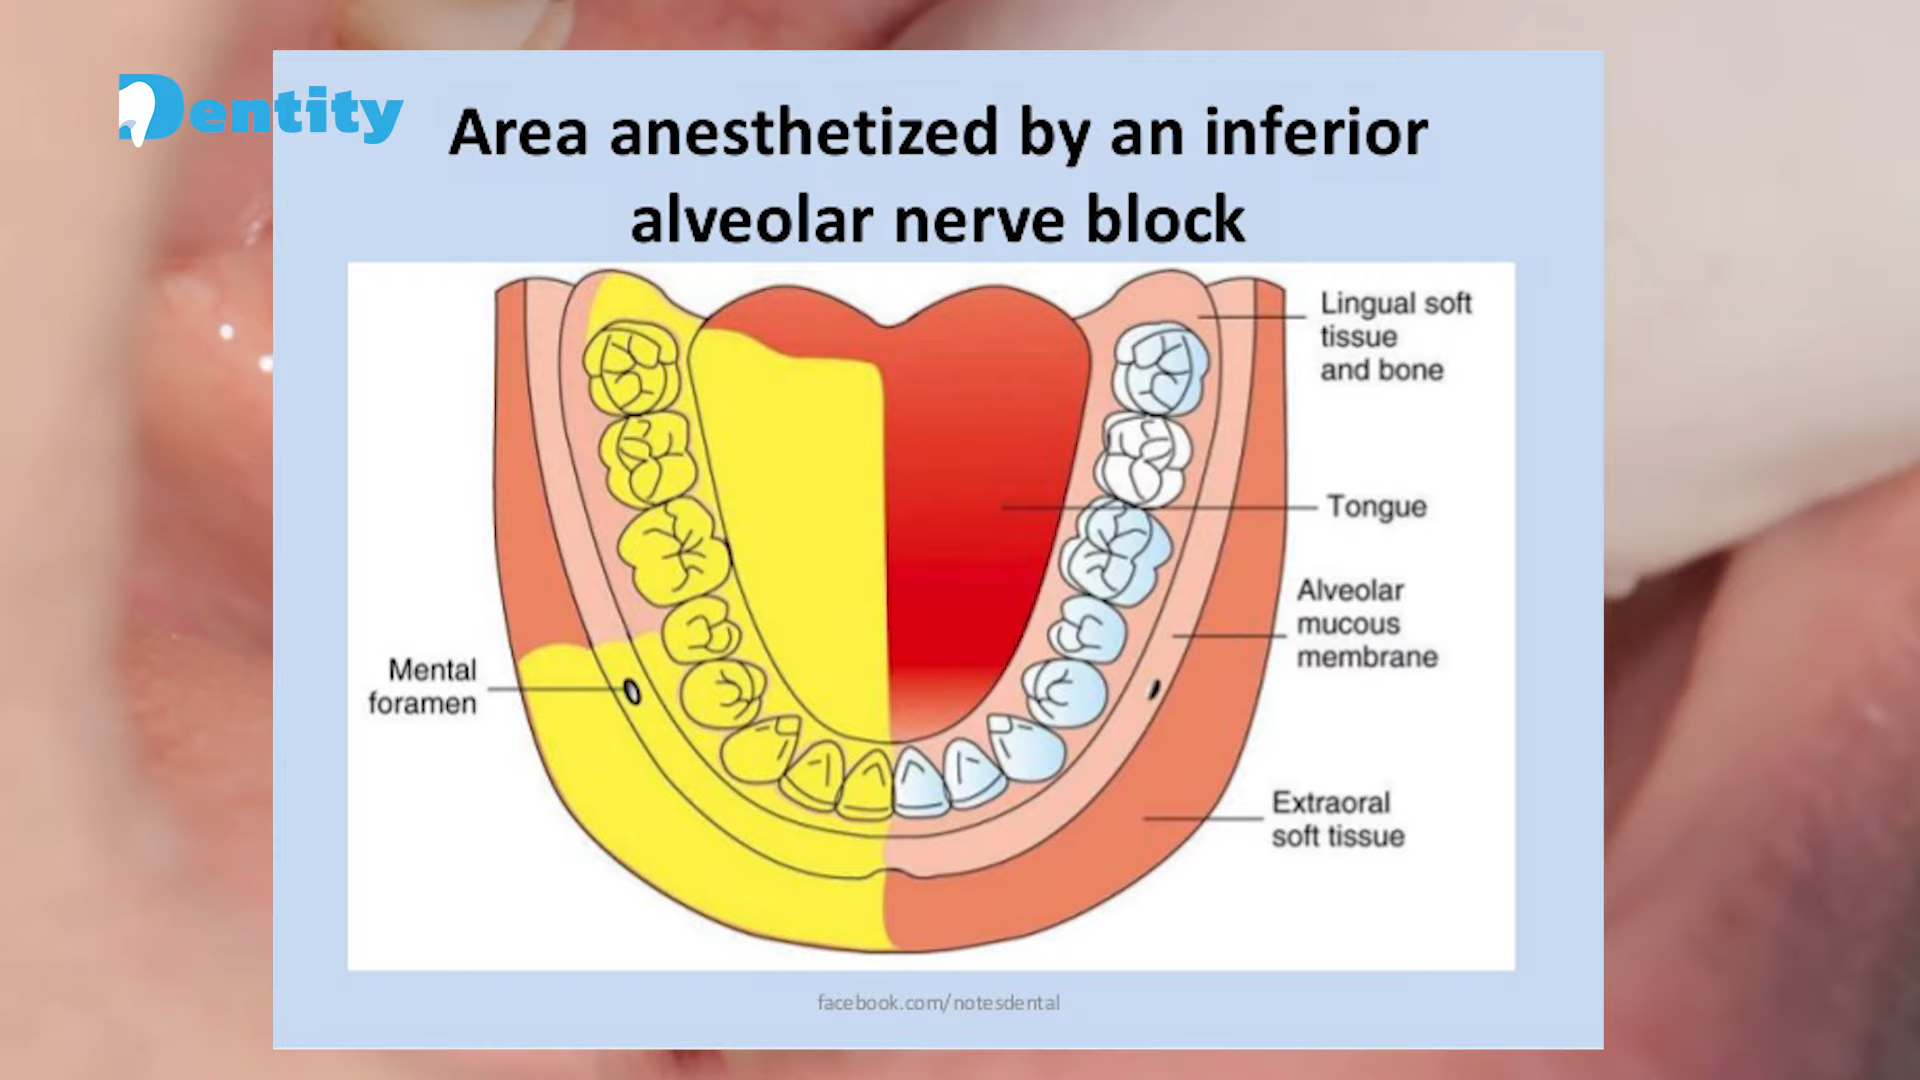 Dentity
Area anesthetized by an inferior
alveolar nerve block
Lingual soft
tissue
and bone
Tongue
Alveolar
mucous
membrane
Mental
foramen
Extraoral
soft tissue
facebook.com/notesdental